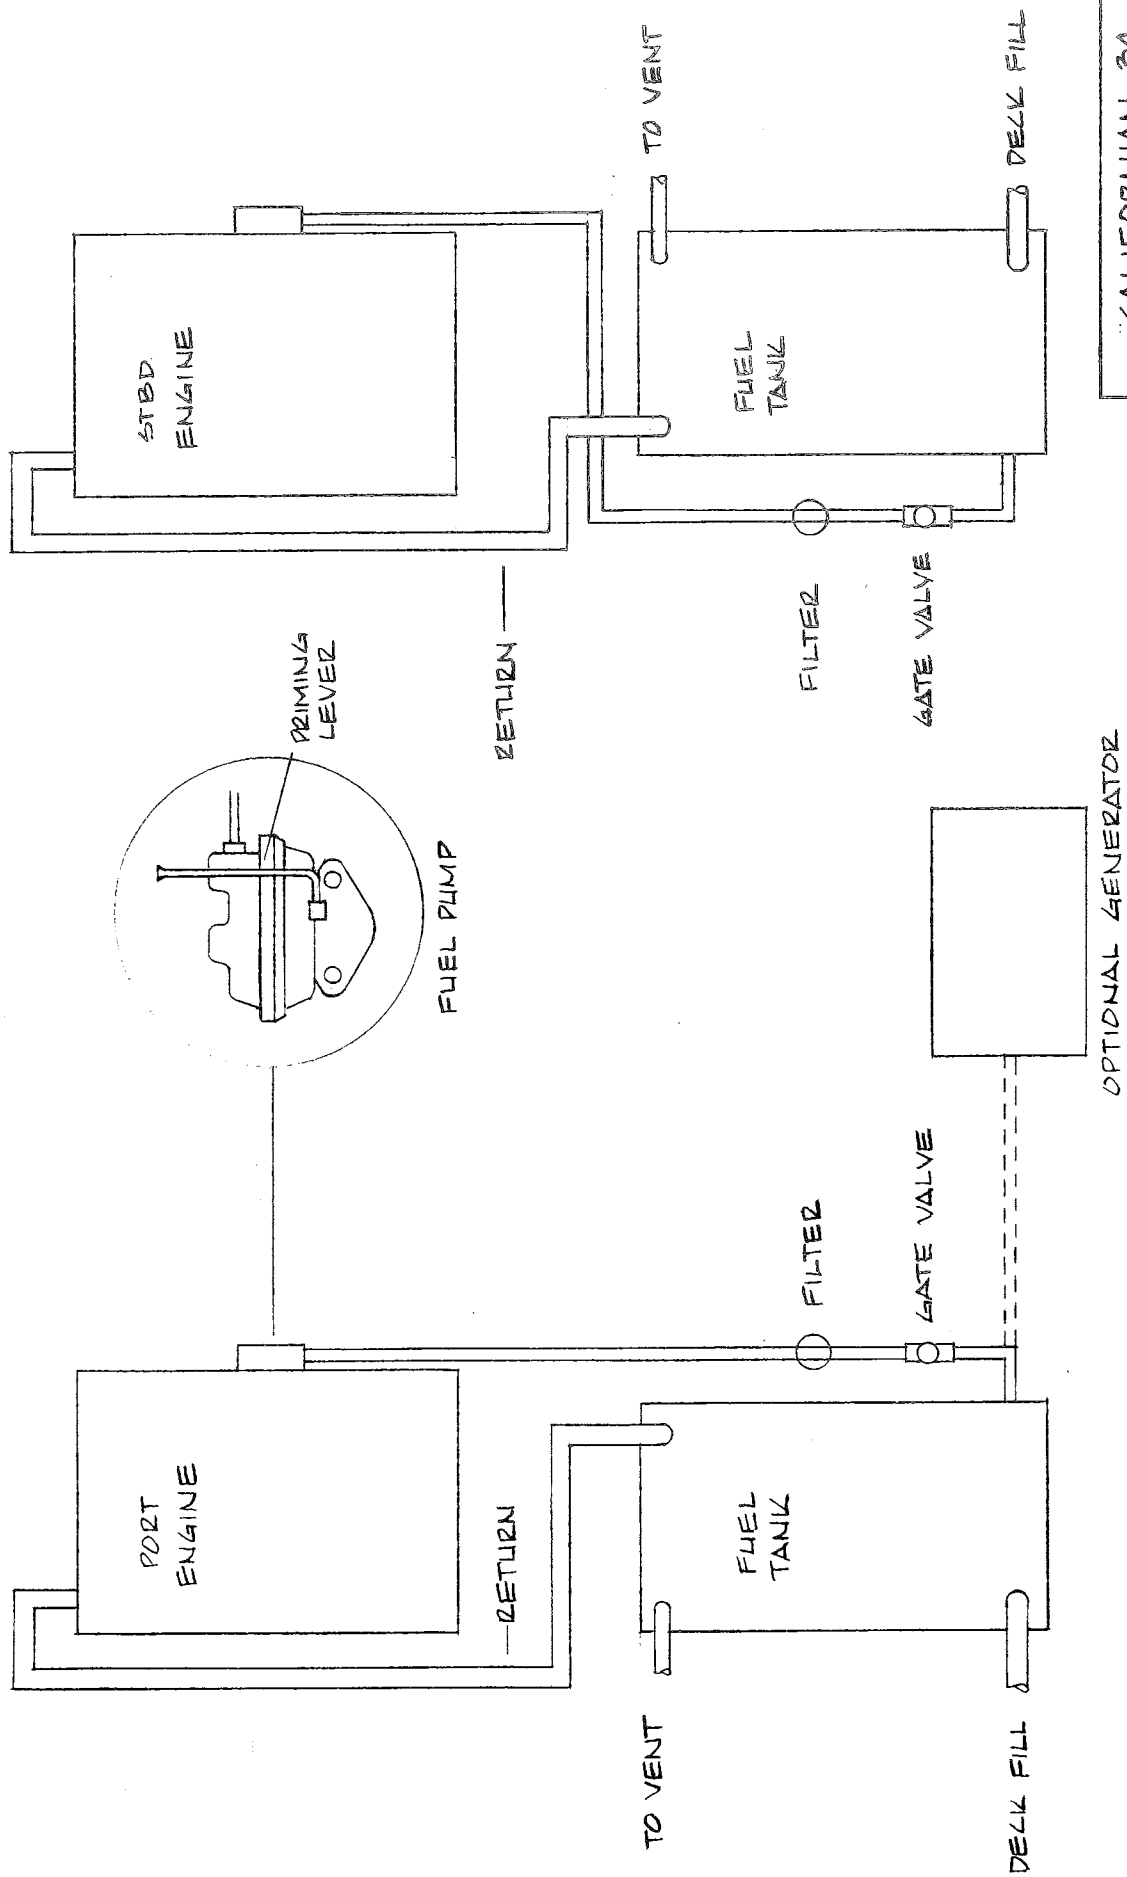 PORT
ENGINE
STBD.
ENGINE
PRIMING
LEVER
FUEL PUMP
RETURN
RETURN
TO VENT
FUEL
TANK
FILTER
GATE VALVE
FILTER
GATE VALVE
FUEL
TANK
TO VENT
DECK FILL
OPTIONAL GENERATOR
DECK FILL